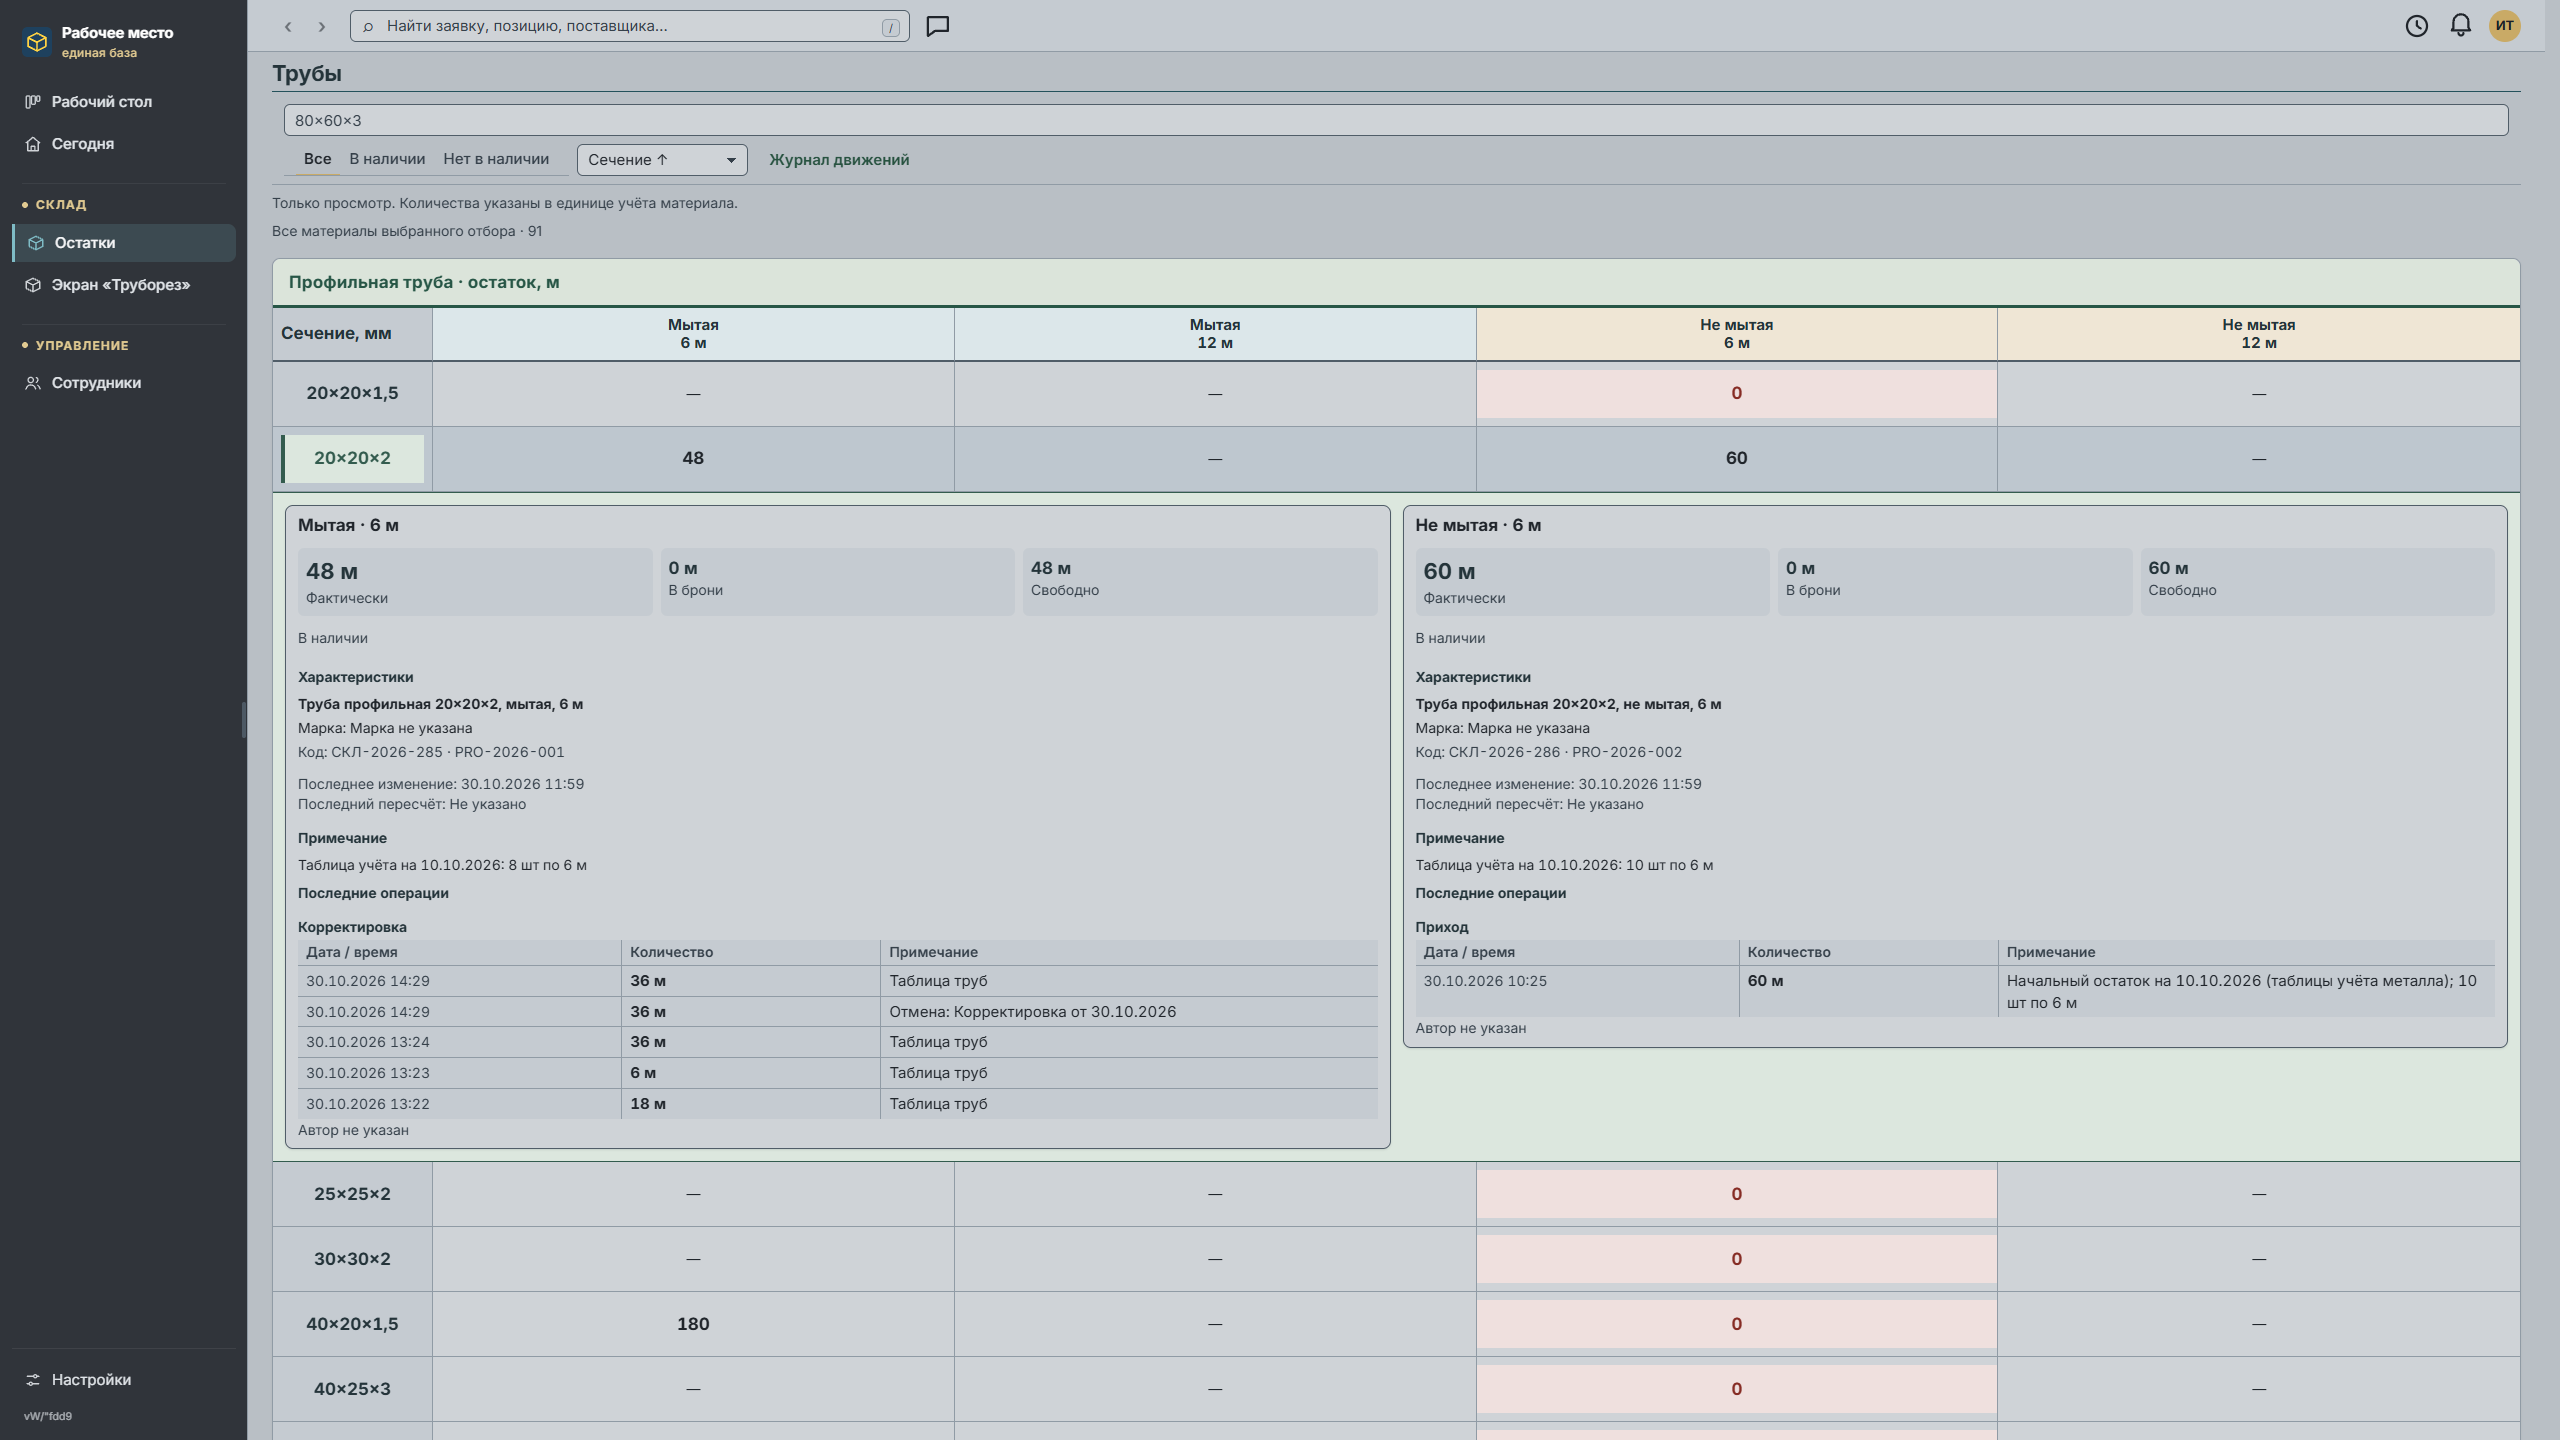 Рабочее место
единая база
Рабочий стол
Сегодня
СКЛАД
Остатки
Экран «Труборез»
УПРАВЛЕНИЕ
Сотрудники
Настройки
vW/"fdd9
Найти заявку, позицию, поставщика... /
ИТ
Трубы
80×60×3
Все В наличии Нет в наличии Сечение ↑ Журнал движений
Только просмотр. Количества указаны в единице учёта материала.
Все материалы выбранного отбора · 91
Профильная труба · остаток, м
Сечение, мм Мытая 6 м Мытая 12 м Не мытая 6 м Не мытая 12 м
20×20×1,5 — — 0 —
20×20×2 48 — 60 —
Мытая · 6 м
48 м 0 м 48 м
Фактически В брони Свободно
В наличии
Характеристики
Труба профильная 20×20×2, мытая, 6 м
Марка: Марка не указана
Код: СКЛ-2026-285 · PRO-2026-001
Последнее изменение: 30.10.2026 11:59
Последний пересчёт: Не указано
Примечание
Таблица учёта на 10.10.2026: 8 шт по 6 м
Последние операции
Корректировка
Дата / время Количество Примечание
30.10.2026 14:29 36 м Таблица труб
30.10.2026 14:29 36 м Отмена: Корректировка от 30.10.2026
30.10.2026 13:24 36 м Таблица труб
30.10.2026 13:23 6 м Таблица труб
30.10.2026 13:22 18 м Таблица труб
Автор не указан
Не мытая · 6 м
60 м 0 м 60 м
Фактически В брони Свободно
В наличии
Характеристики
Труба профильная 20×20×2, не мытая, 6 м
Марка: Марка не указана
Код: СКЛ-2026-286 · PRO-2026-002
Последнее изменение: 30.10.2026 11:59
Последний пересчёт: Не указано
Примечание
Таблица учёта на 10.10.2026: 10 шт по 6 м
Последние операции
Приход
Дата / время Количество Примечание
30.10.2026 10:25 60 м Начальный остаток на 10.10.2026 (таблицы учёта металла); 10
шт по 6 м
Автор не указан
25×25×2 — — 0 —
30×30×2 — — 0 —
40×20×1,5 180 — 0 —
40×25×3 — — 0 —